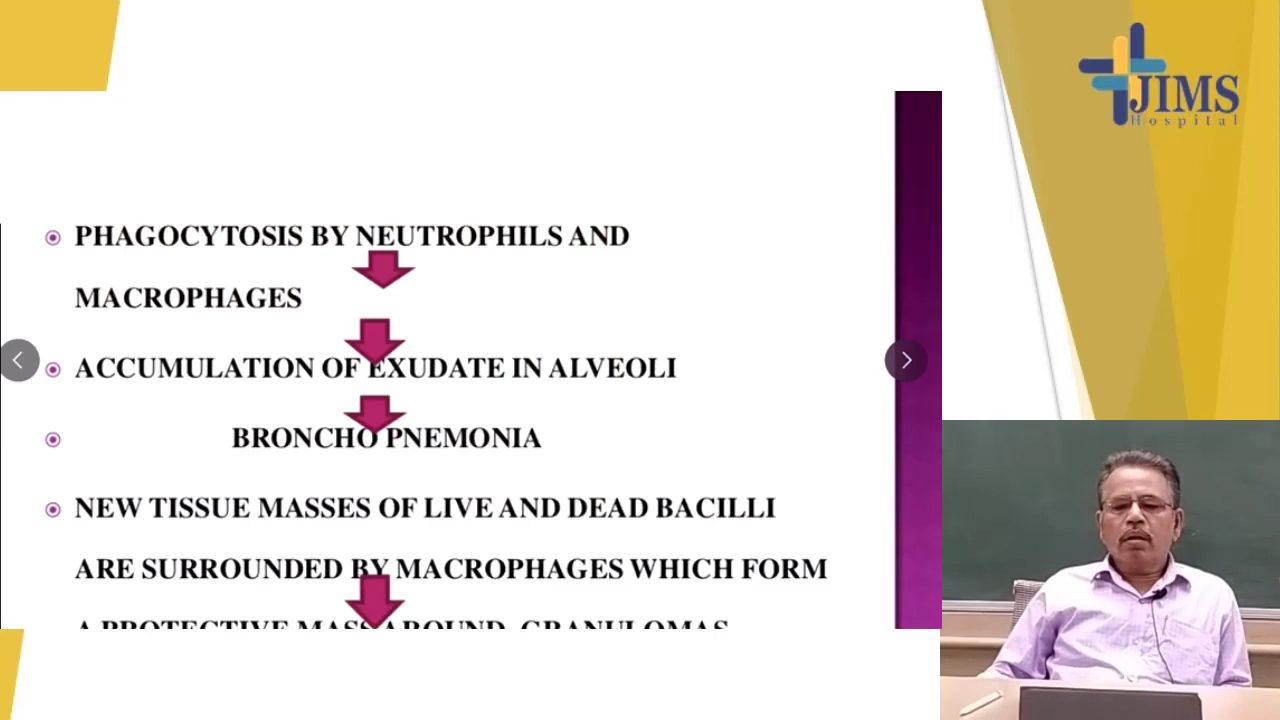 JIMS
Hospital
PHAGOCYTOSIS BY NEUTROPHILS AND
MACROPHAGES
ACCUMULATION OF EXUDATE IN ALVEOLI
BRONCHO PNEMONIA
NEW TISSUE MASSES OF LIVE AND DEAD BACILLI
ARE SURROUNDED BY MACROPHAGES WHICH FORM
A PROTECTIVE MASS AROUND GRANULOMAS